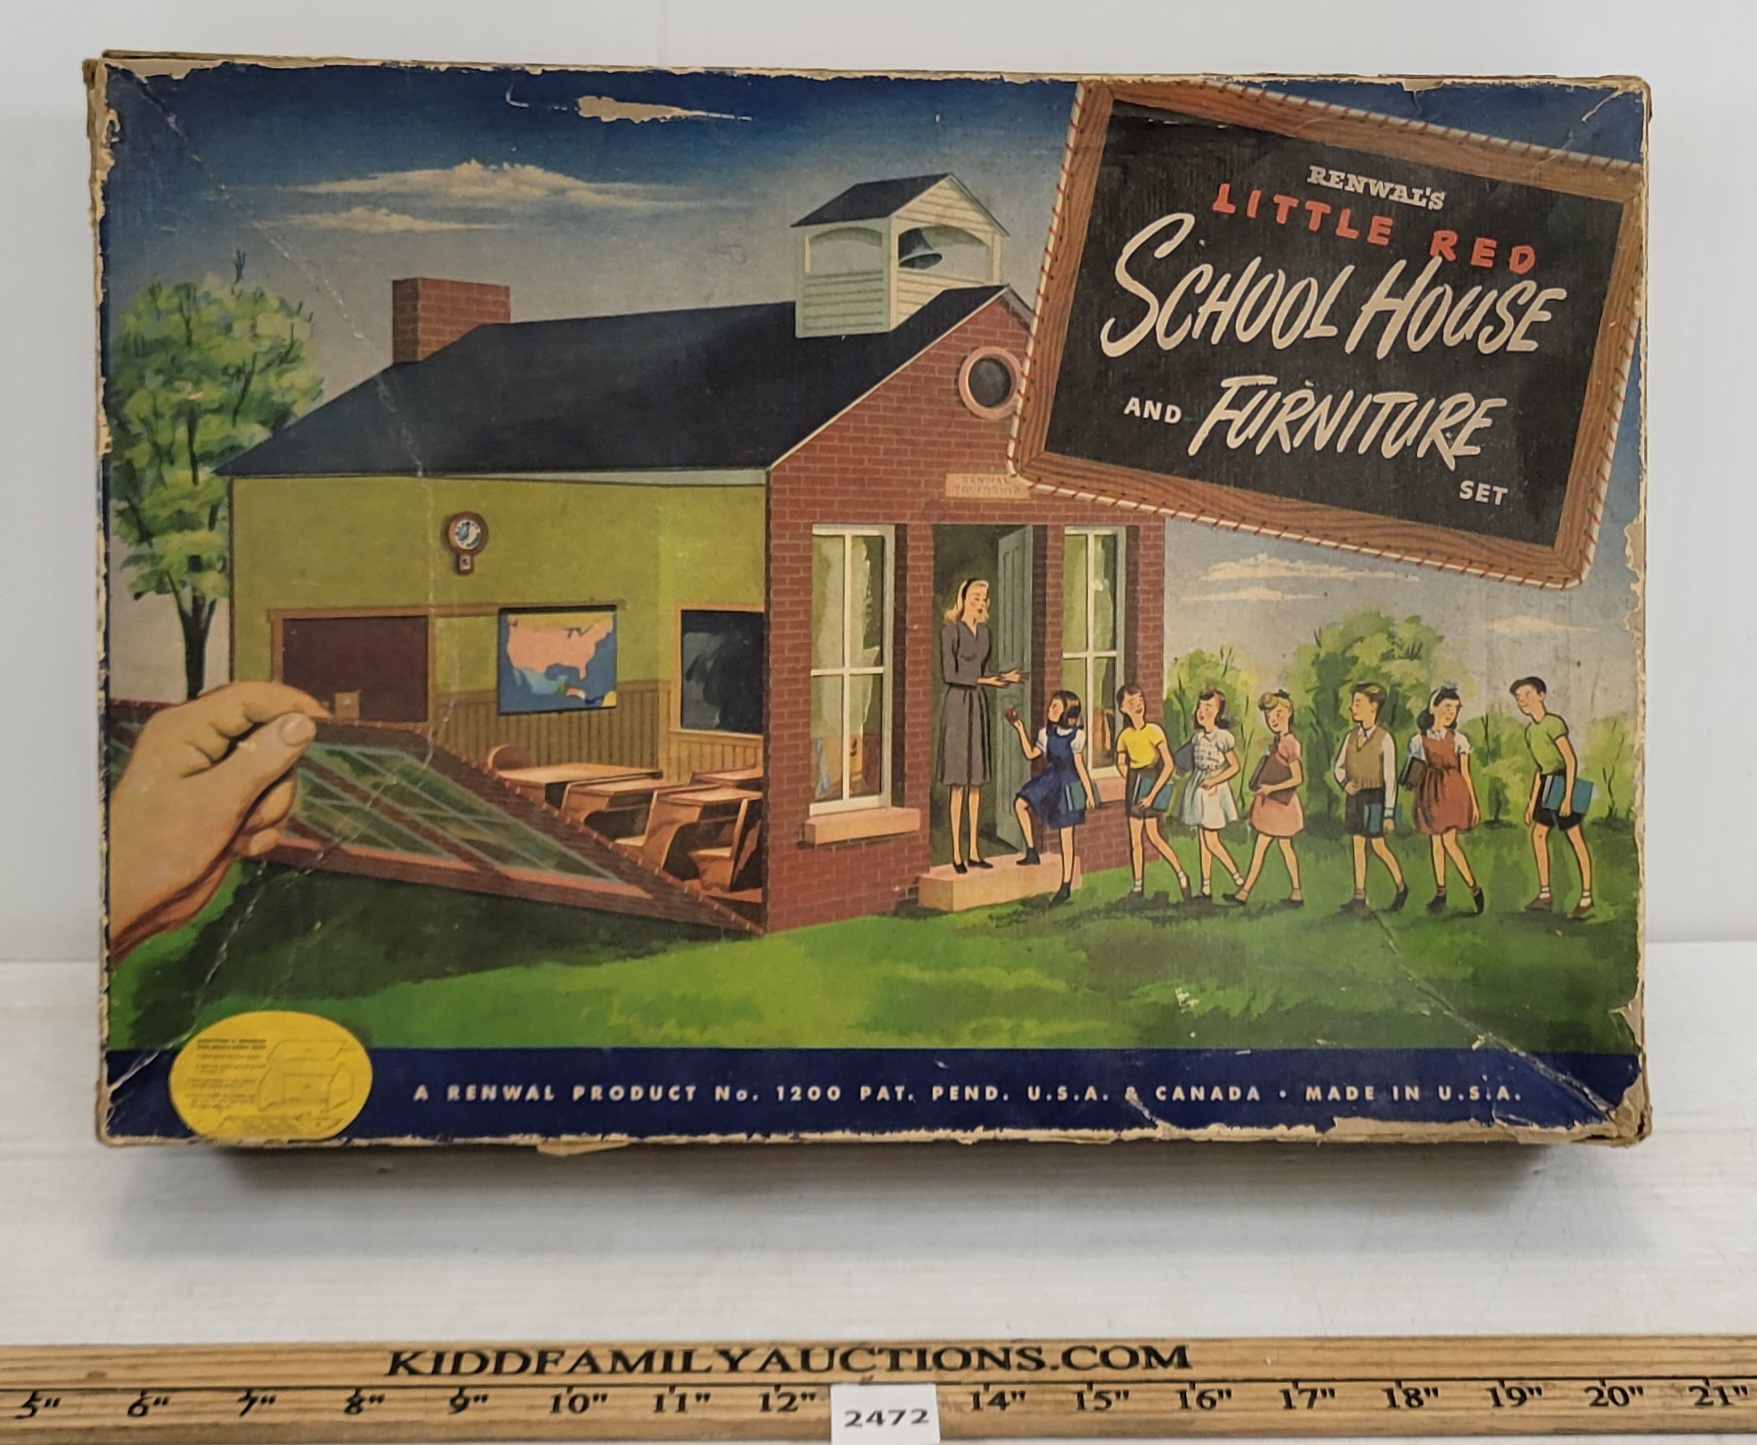 RENWAL'S
LITTLE RED
SCHOOL HOUSE
AND FURNITURE
SET
RENWAL
A RENWAL PRODUCT No. 1200 PAT. PEND. U.S.A. & CANADA • MADE IN U.S.A.
KIDDFAMILYAUCTIONS.COM
5" 6" 7" 8" 9" 10" 11" 12" 14" 15" 16" 17" 18" 19" 20" 21"
2472